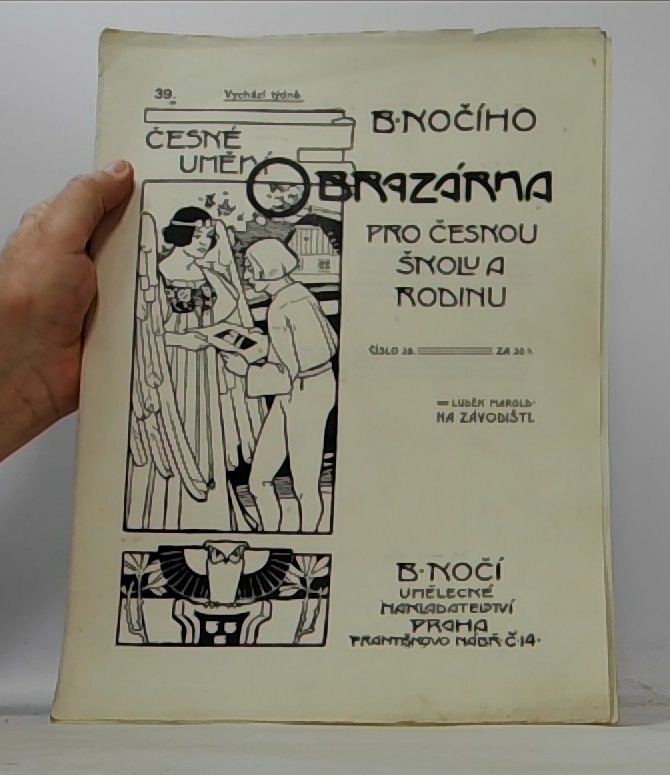 39.
Vychází týdně
ČESKÉ
UMĚNÍ
B·KOČÍHO
OBRAZÁRNA
PRO ČESKOU
ŠKOLU A
RODINU
ČÍSLO 39. ZA 30 h.
LUDĚK MAROLD·
NA ZÁVODIŠTI.
B·KOČÍ
UMĚLECKÉ
NAKLADATELSTVÍ
PRAHA
FRANTIŠKOVO NÁBŘ·Č·14·